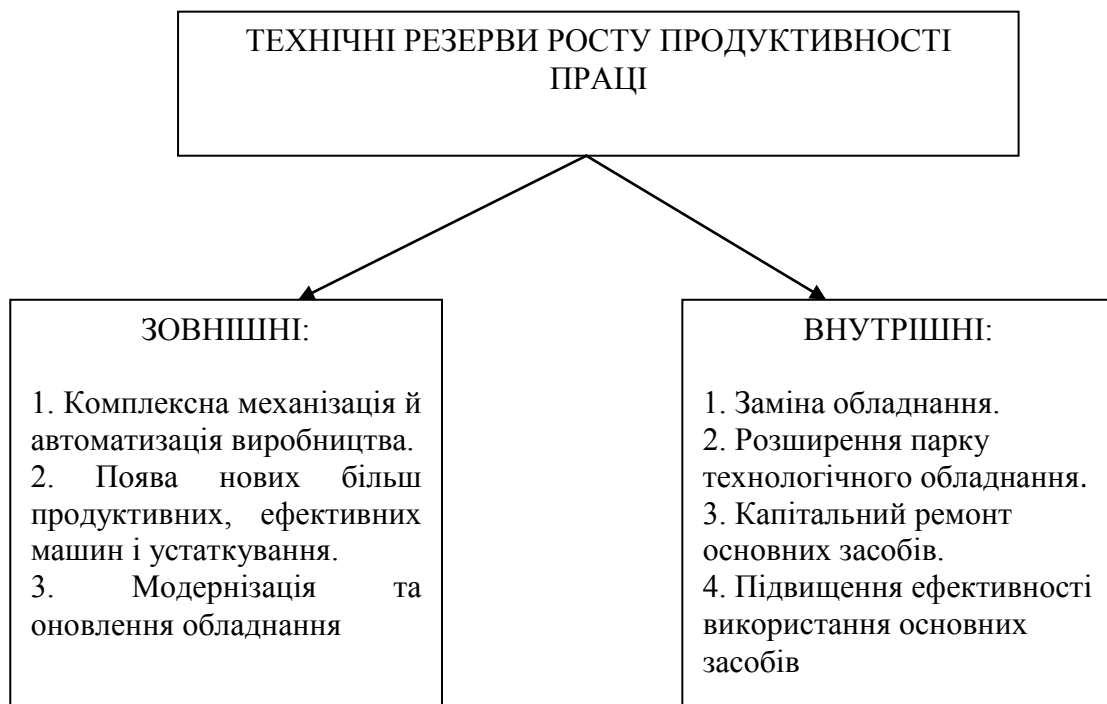 ТЕХНІЧНІ РЕЗЕРВИ РОСТУ ПРОДУКТИВНОСТІ
ПРАЦІ
ЗОВНІШНІ:
1. Комплексна механізація й
автоматизація виробництва.
2. Поява нових більш
продуктивних, ефективних
машин і устаткування.
3. Модернізація та
оновлення обладнання
ВНУТРІШНІ:
1. Заміна обладнання.
2. Розширення парку
технологічного обладнання.
3. Капітальний ремонт
основних засобів.
4. Підвищення ефективності
використання основних
засобів